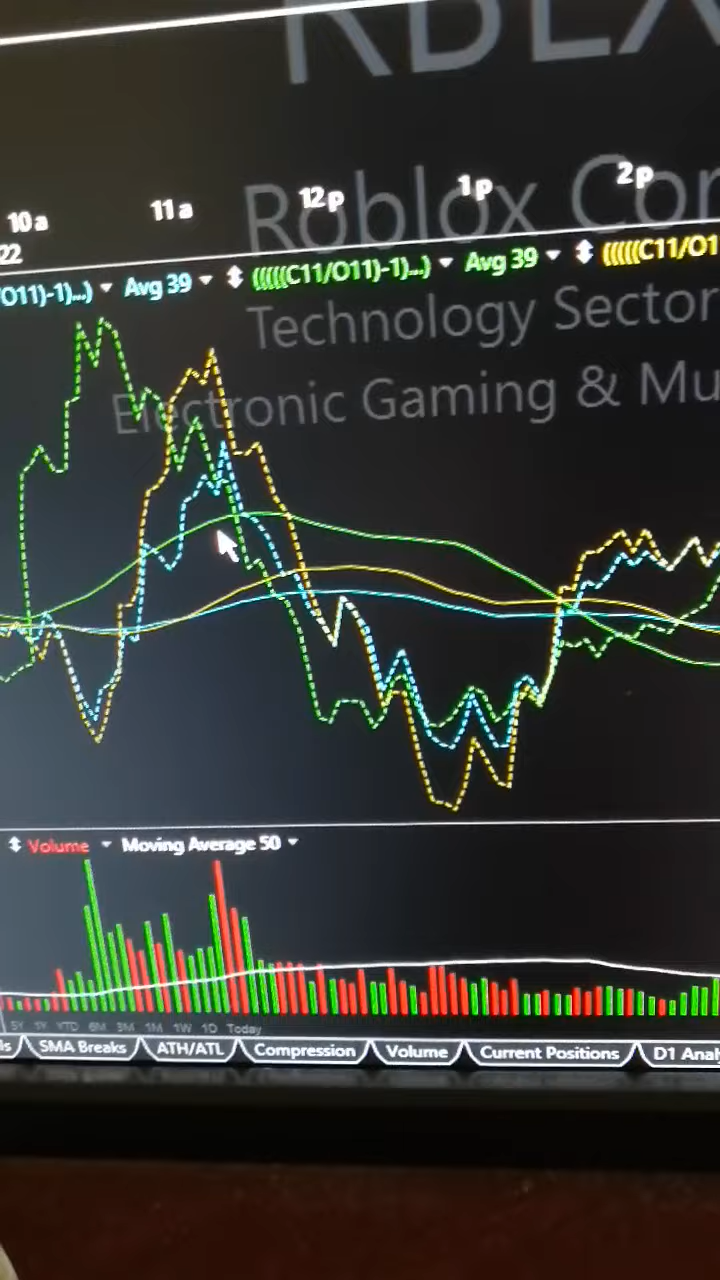 RBLX
Roblox Cor
10a 11a 12p 1p 2p
22
O11)-1)...) Avg 39 (((((C11/O11)-1)...) Avg 39 (((((C11/O1
Technology Sector
Electronic Gaming & Mu
Volume Moving Average 50
5Y 1Y YTD 6M 3M 1M 1W 1D Today
ls SMA Breaks ATH/ATL Compression Volume Current Positions D1 Anal